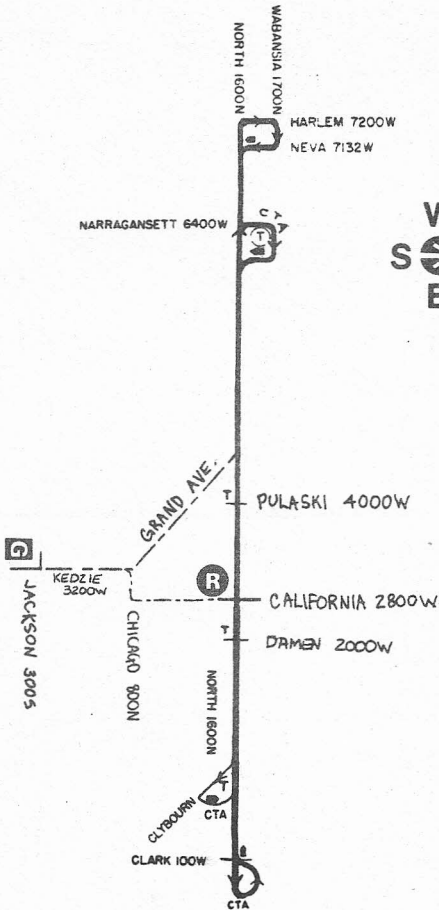 WABANSIA 1700N
NORTH 1600N
HARLEM 7200W
NEVA 7132W
NARRAGANSETT 6400W
CTA
T
S
GRAND AVE.
T
PULASKI 4000W
G
KEDZIE
3200W
R
CALIFORNIA 2800W
JACKSON 300S
CHICAGO 800N
T
DAMEN 2000W
NORTH 1600N
T
CLYBOURN
CTA
CLARK 100W
CTA